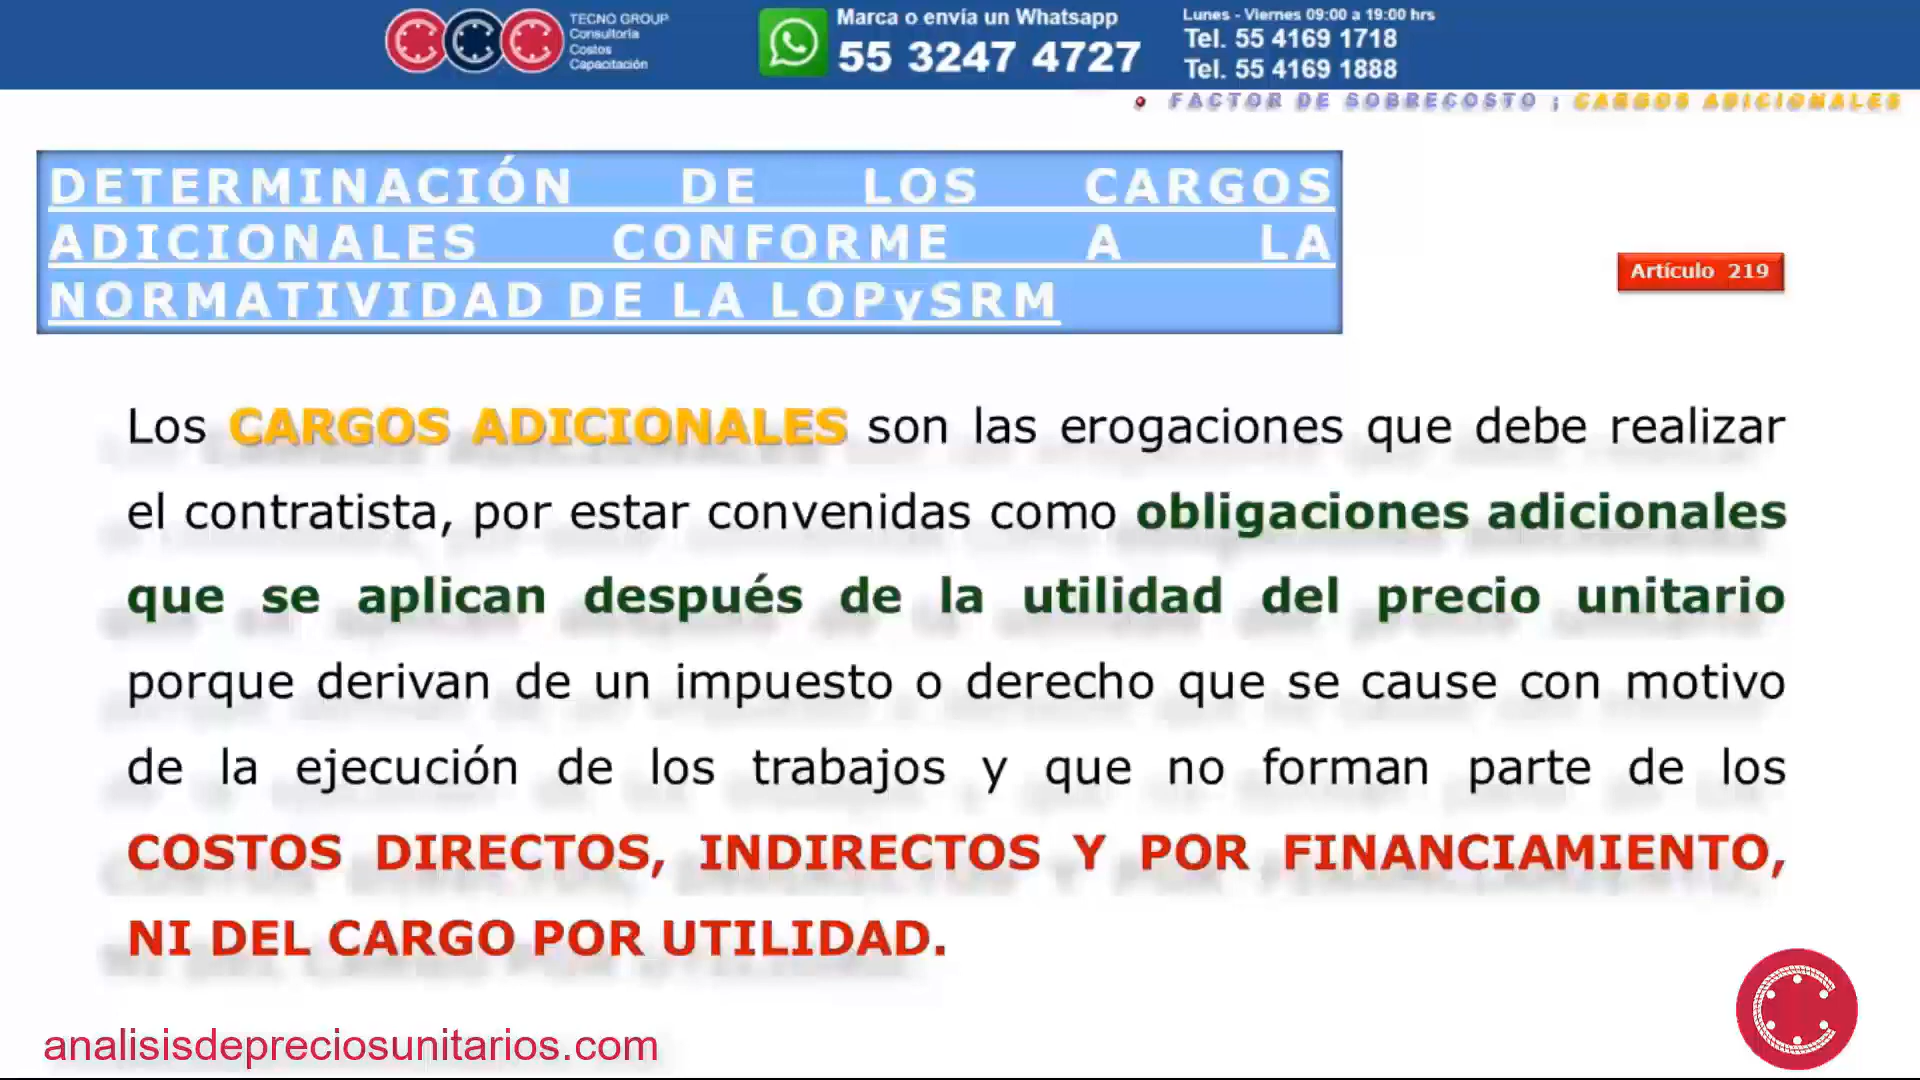 TECNO GROUP
Consultoría
Costos
Capacitación
Marca o envía un Whatsapp
55 3247 4727
Lunes - Viernes 09:00 a 19:00 hrs
Tel. 55 4169 1718
Tel. 55 4169 1888
FACTOR DE SOBRECOSTO ; CARGOS ADICIONALES
DETERMINACIÓN DE LOS CARGOS
ADICIONALES CONFORME A LA
NORMATIVIDAD DE LA LOPySRM
Artículo 219
Los CARGOS ADICIONALES son las erogaciones que debe realizar
el contratista, por estar convenidas como obligaciones adicionales
que se aplican después de la utilidad del precio unitario
porque derivan de un impuesto o derecho que se cause con motivo
de la ejecución de los trabajos y que no forman parte de los
COSTOS DIRECTOS, INDIRECTOS Y POR FINANCIAMIENTO,
NI DEL CARGO POR UTILIDAD.
analisisdepreciosunitarios.com